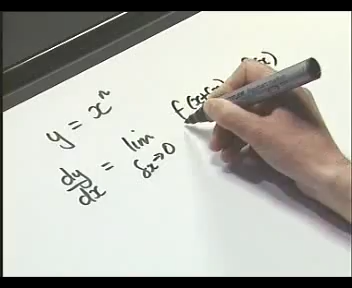 y = xⁿ
dy/dx = lim δx→0 f(x+δx) f(x)